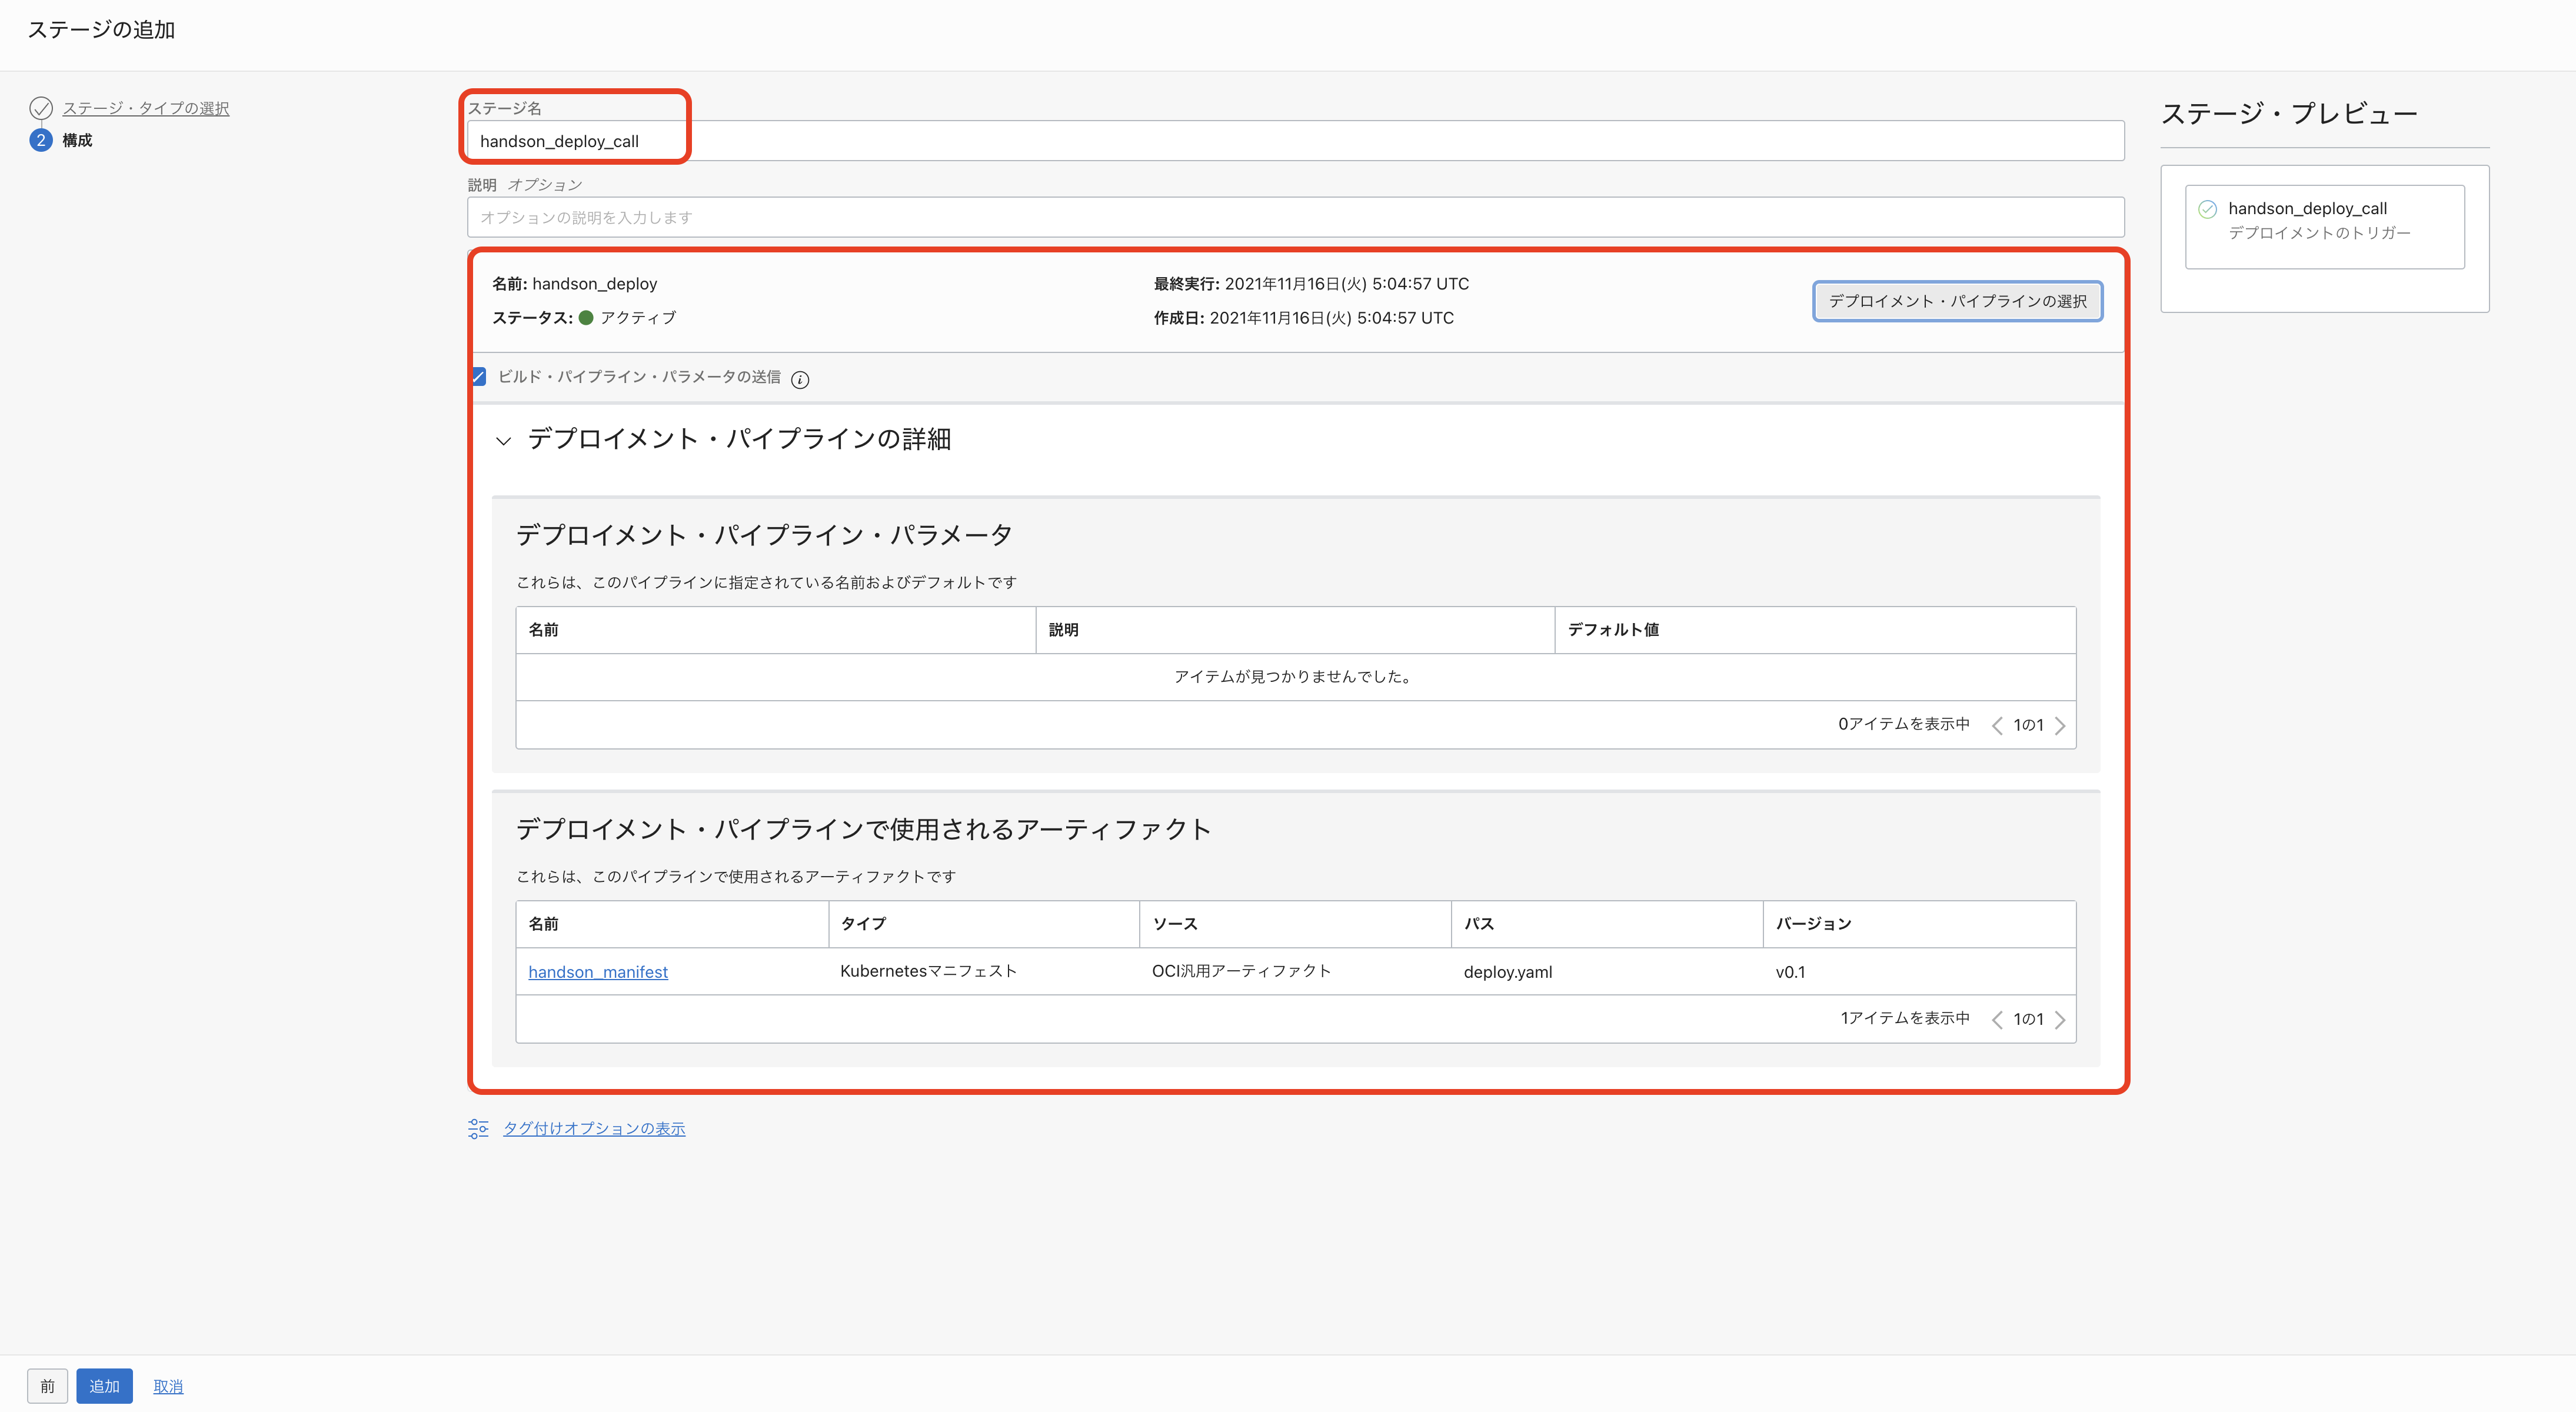 ステージの追加
ステージ・タイプの選択
2 構成
ステージ名
handson_deploy_call
説明 オプション
オプションの説明を入力します
名前: handson_deploy
ステータス: アクティブ
最終実行: 2021年11月16日(火) 5:04:57 UTC
作成日: 2021年11月16日(火) 5:04:57 UTC
デプロイメント・パイプラインの選択
ビルド・パイプライン・パラメータの送信 i
デプロイメント・パイプラインの詳細
デプロイメント・パイプライン・パラメータ
これらは、このパイプラインに指定されている名前およびデフォルトです
名前 説明 デフォルト値
アイテムが見つかりませんでした。
0アイテムを表示中 1の1
デプロイメント・パイプラインで使用されるアーティファクト
これらは、このパイプラインで使用されるアーティファクトです
名前 タイプ ソース パス バージョン
handson_manifest Kubernetesマニフェスト OCI汎用アーティファクト deploy.yaml v0.1
1アイテムを表示中 1の1
タグ付けオプションの表示
ステージ・プレビュー
handson_deploy_call
デプロイメントのトリガー
前 追加 取消